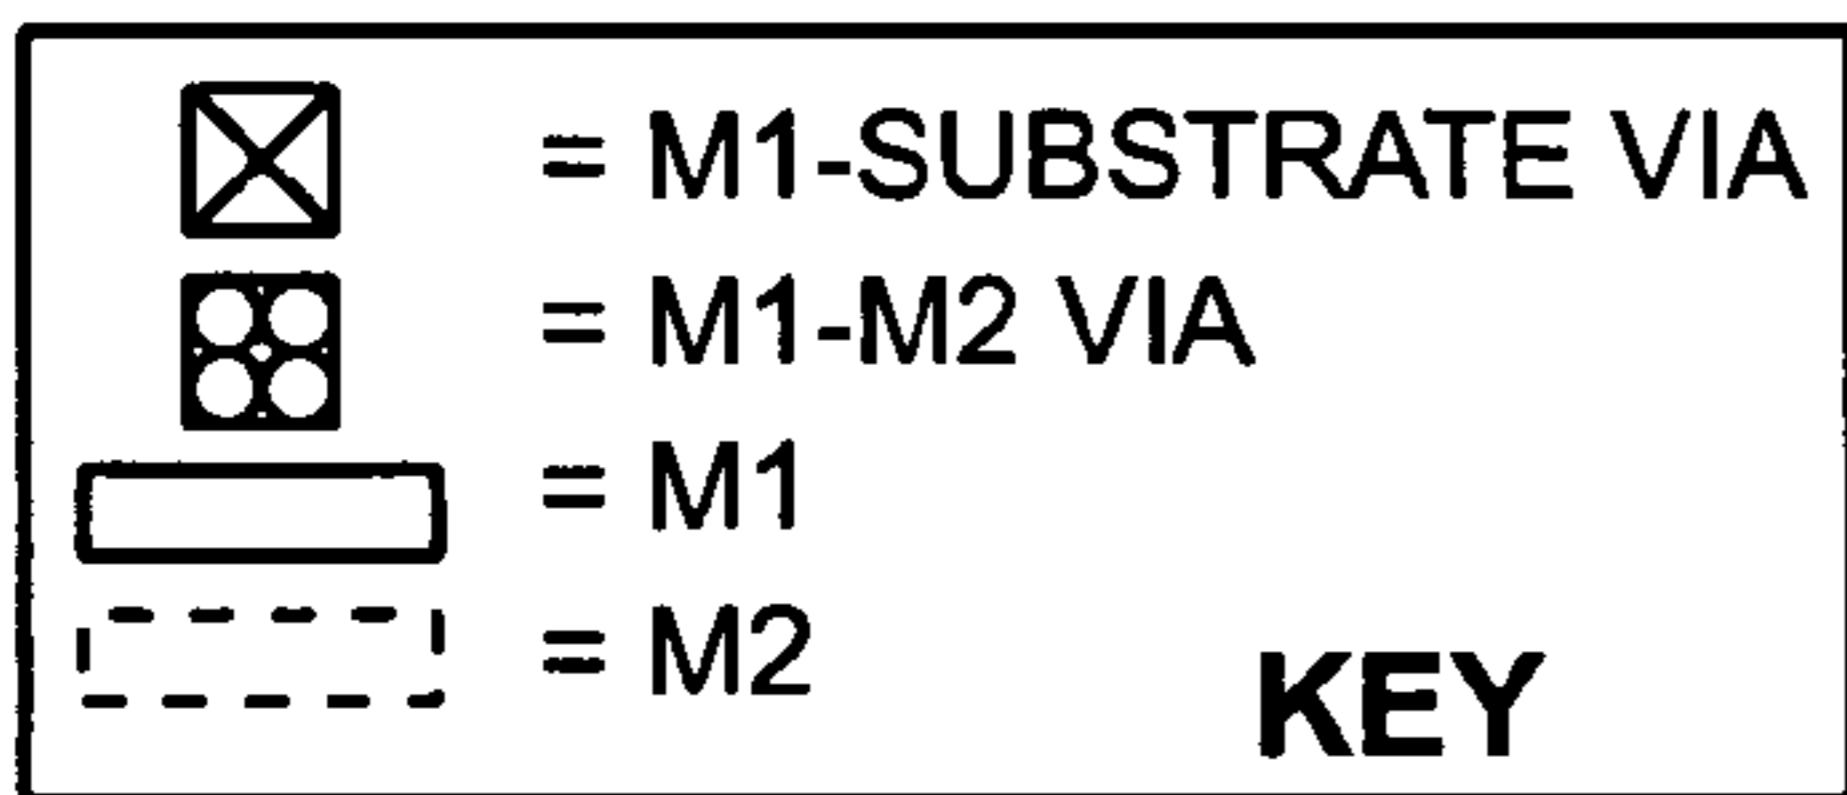 = M1-SUBSTRATE VIA
= M1-M2 VIA
= M1
= M2
KEY